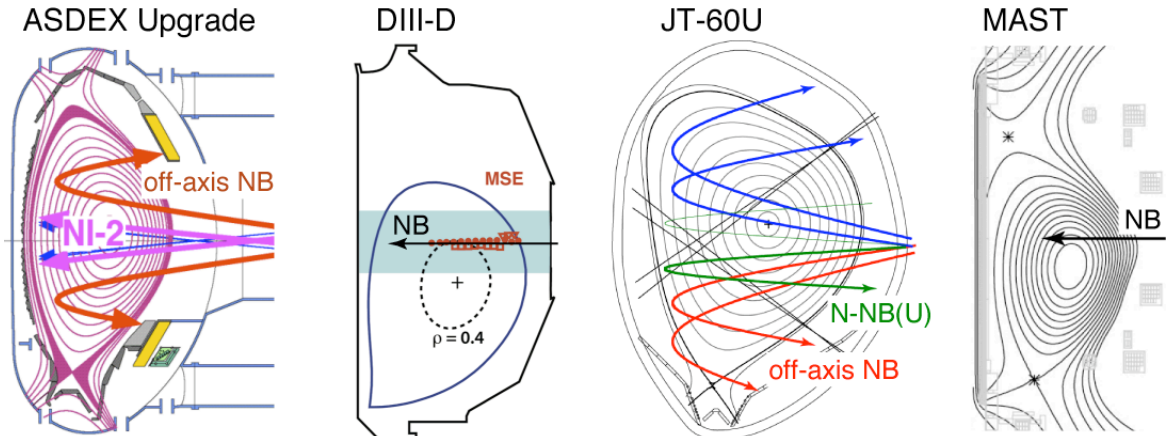 ASDEX Upgrade
DIII-D
JT-60U
MAST
off-axis NB
NI-2
MSE
NB
ρ = 0.4
N-NB(U)
off-axis NB
NB